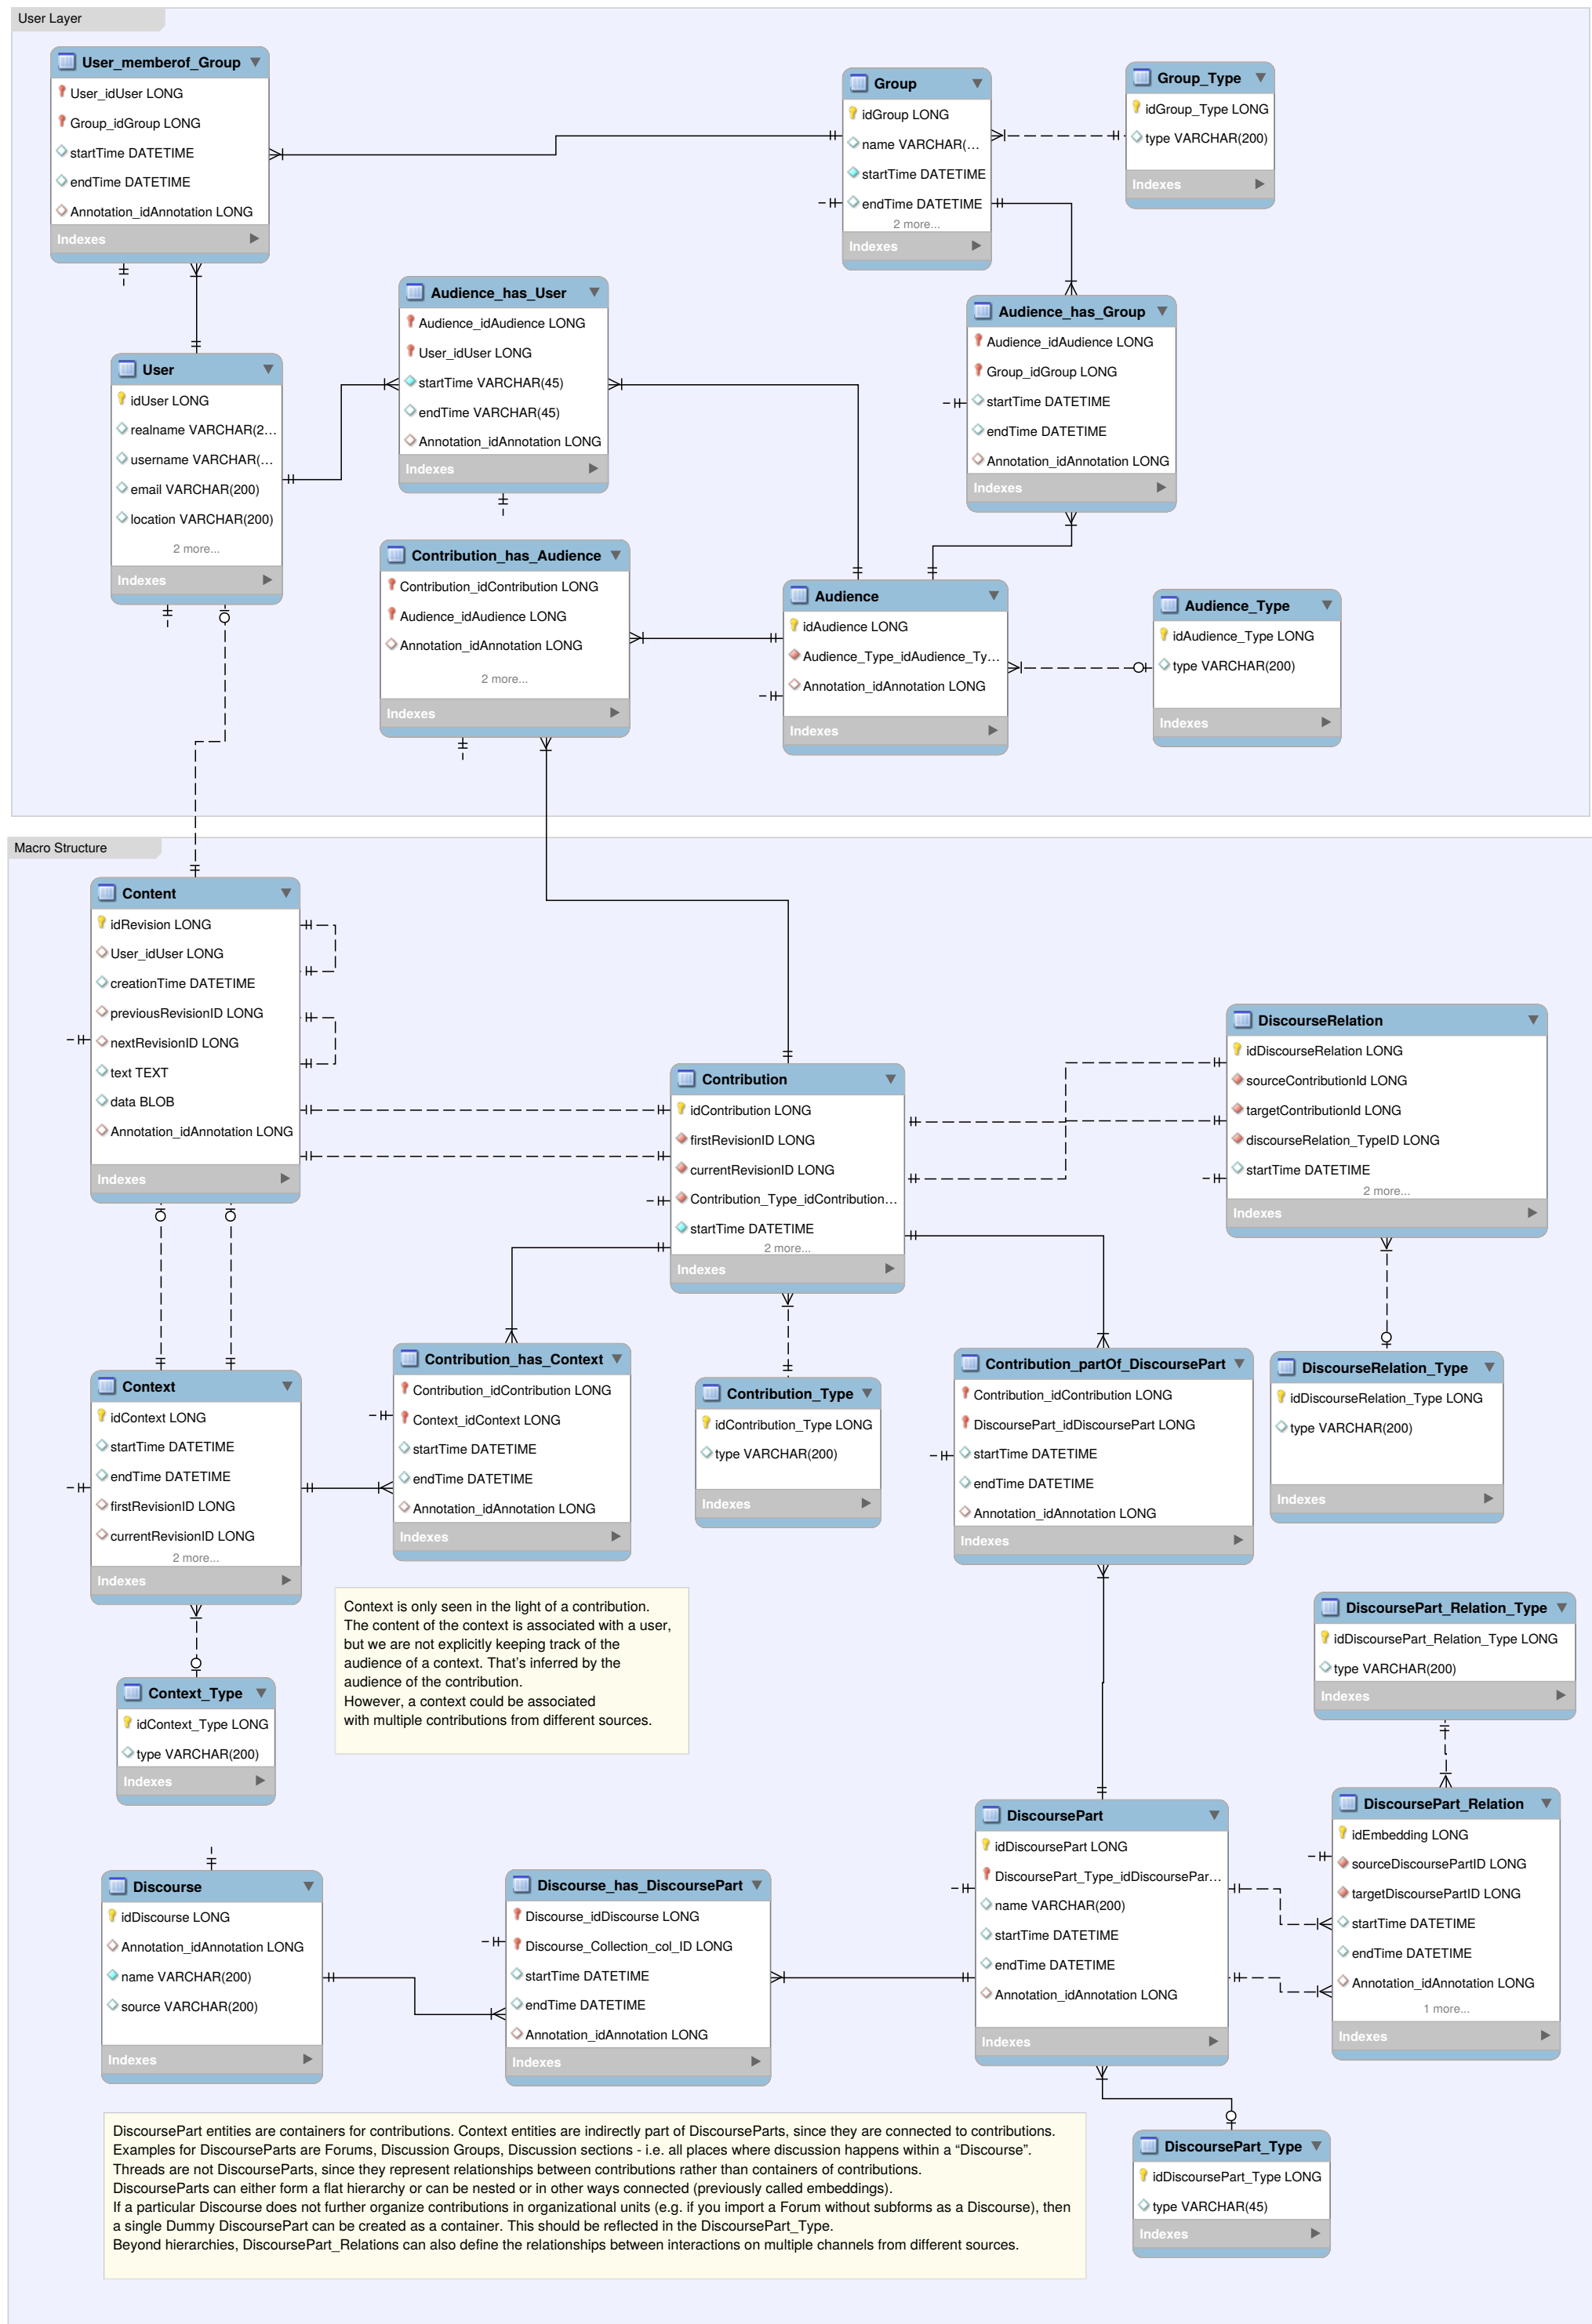 User Layer
User_memberof_Group
User_idUser LONG
Group_idGroup LONG
startTime DATETIME
endTime DATETIME
Annotation_idAnnotation LONG
Indexes
Group
idGroup LONG
name VARCHAR(...
startTime DATETIME
endTime DATETIME
2 more...
Indexes
Group_Type
idGroup_Type LONG
type VARCHAR(200)
Indexes
Audience_has_User
Audience_idAudience LONG
User_idUser LONG
startTime VARCHAR(45)
endTime VARCHAR(45)
Annotation_idAnnotation LONG
Indexes
Audience_has_Group
Audience_idAudience LONG
Group_idGroup LONG
startTime DATETIME
endTime DATETIME
Annotation_idAnnotation LONG
Indexes
User
idUser LONG
realname VARCHAR(2...
username VARCHAR(...
email VARCHAR(200)
location VARCHAR(200)
2 more...
Indexes
Contribution_has_Audience
Contribution_idContribution LONG
Audience_idAudience LONG
Annotation_idAnnotation LONG
2 more...
Indexes
Audience
idAudience LONG
Audience_Type_idAudience_Ty...
Annotation_idAnnotation LONG
Indexes
Audience_Type
idAudience_Type LONG
type VARCHAR(200)
Indexes
Macro Structure
Content
idRevision LONG
User_idUser LONG
creationTime DATETIME
previousRevisionID LONG
nextRevisionID LONG
text TEXT
data BLOB
Annotation_idAnnotation LONG
Indexes
Contribution
idContribution LONG
firstRevisionID LONG
currentRevisionID LONG
Contribution_Type_idContribution...
startTime DATETIME
2 more...
Indexes
DiscourseRelation
idDiscourseRelation LONG
sourceContributionId LONG
targetContributionId LONG
discourseRelation_TypeID LONG
startTime DATETIME
2 more...
Indexes
Context
idContext LONG
startTime DATETIME
endTime DATETIME
firstRevisionID LONG
currentRevisionID LONG
2 more...
Indexes
Contribution_has_Context
Contribution_idContribution LONG
Context_idContext LONG
startTime DATETIME
endTime DATETIME
Annotation_idAnnotation LONG
Indexes
Contribution_Type
idContribution_Type LONG
type VARCHAR(200)
Indexes
Contribution_partOf_DiscoursePart
Contribution_idContribution LONG
DiscoursePart_idDiscoursePart LONG
startTime DATETIME
endTime DATETIME
Annotation_idAnnotation LONG
Indexes
DiscourseRelation_Type
idDiscourseRelation_Type LONG
type VARCHAR(200)
Indexes
Context is only seen in the light of a contribution.
The content of the context is associated with a user,
but we are not explicitly keeping track of the
audience of a context. That's inferred by the
audience of the contribution.
However, a context could be associated
with multiple contributions from different sources.
Context_Type
idContext_Type LONG
type VARCHAR(200)
Indexes
DiscoursePart_Relation_Type
idDiscoursePart_Relation_Type LONG
type VARCHAR(200)
Indexes
Discourse
idDiscourse LONG
Annotation_idAnnotation LONG
name VARCHAR(200)
source VARCHAR(200)
Indexes
Discourse_has_DiscoursePart
Discourse_idDiscourse LONG
Discourse_Collection_col_ID LONG
startTime DATETIME
endTime DATETIME
Annotation_idAnnotation LONG
Indexes
DiscoursePart
idDiscoursePart LONG
DiscoursePart_Type_idDiscoursePar...
name VARCHAR(200)
startTime DATETIME
endTime DATETIME
Annotation_idAnnotation LONG
Indexes
DiscoursePart_Relation
idEmbedding LONG
sourceDiscoursePartID LONG
targetDiscoursePartID LONG
startTime DATETIME
endTime DATETIME
Annotation_idAnnotation LONG
1 more...
Indexes
DiscoursePart entities are containers for contributions. Context entities are indirectly part of DiscourseParts, since they are connected to contributions.
Examples for DiscourseParts are Forums, Discussion Groups, Discussion sections - i.e. all places where discussion happens within a “Discourse”.
Threads are not DiscourseParts, since they represent relationships between contributions rather than containers of contributions.
DiscourseParts can either form a flat hierarchy or can be nested or in other ways connected (previously called embeddings).
If a particular Discourse does not further organize contributions in organizational units (e.g. if you import a Forum without subforms as a Discourse), then
a single Dummy DiscoursePart can be created as a container. This should be reflected in the DiscoursePart_Type.
Beyond hierarchies, DiscoursePart_Relations can also define the relationships between interactions on multiple channels from different sources.
DiscoursePart_Type
idDiscoursePart_Type LONG
type VARCHAR(45)
Indexes